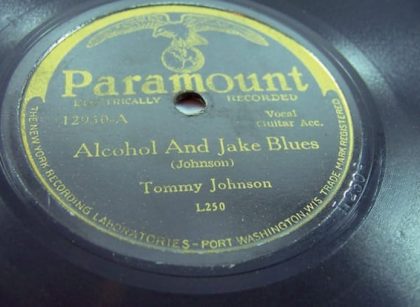 Paramount
ELECTRICALLY RECORDED
12950-A
Vocal
Guitar Acc.
Alcohol And Jake Blues
(Johnson)
Tommy Johnson
L250
THE NEW YORK RECORDING LABORATORIES - PORT WASHINGTON, WIS. TRADE MARK REGISTERED